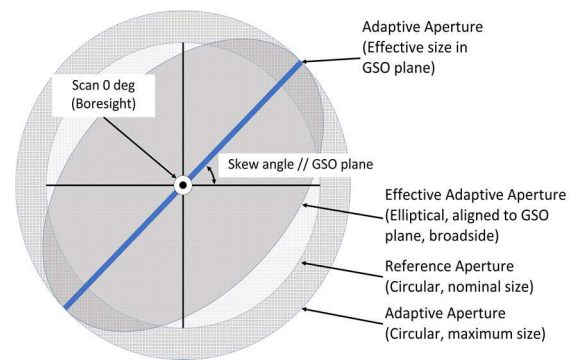 Adaptive Aperture
(Effective size in
GSO plane)
Scan 0 deg
(Boresight)
Skew angle // GSO plane
Effective Adaptive Aperture
(Elliptical, aligned to GSO
plane, broadside)
Reference Aperture
(Circular, nominal size)
Adaptive Aperture
(Circular, maximum size)